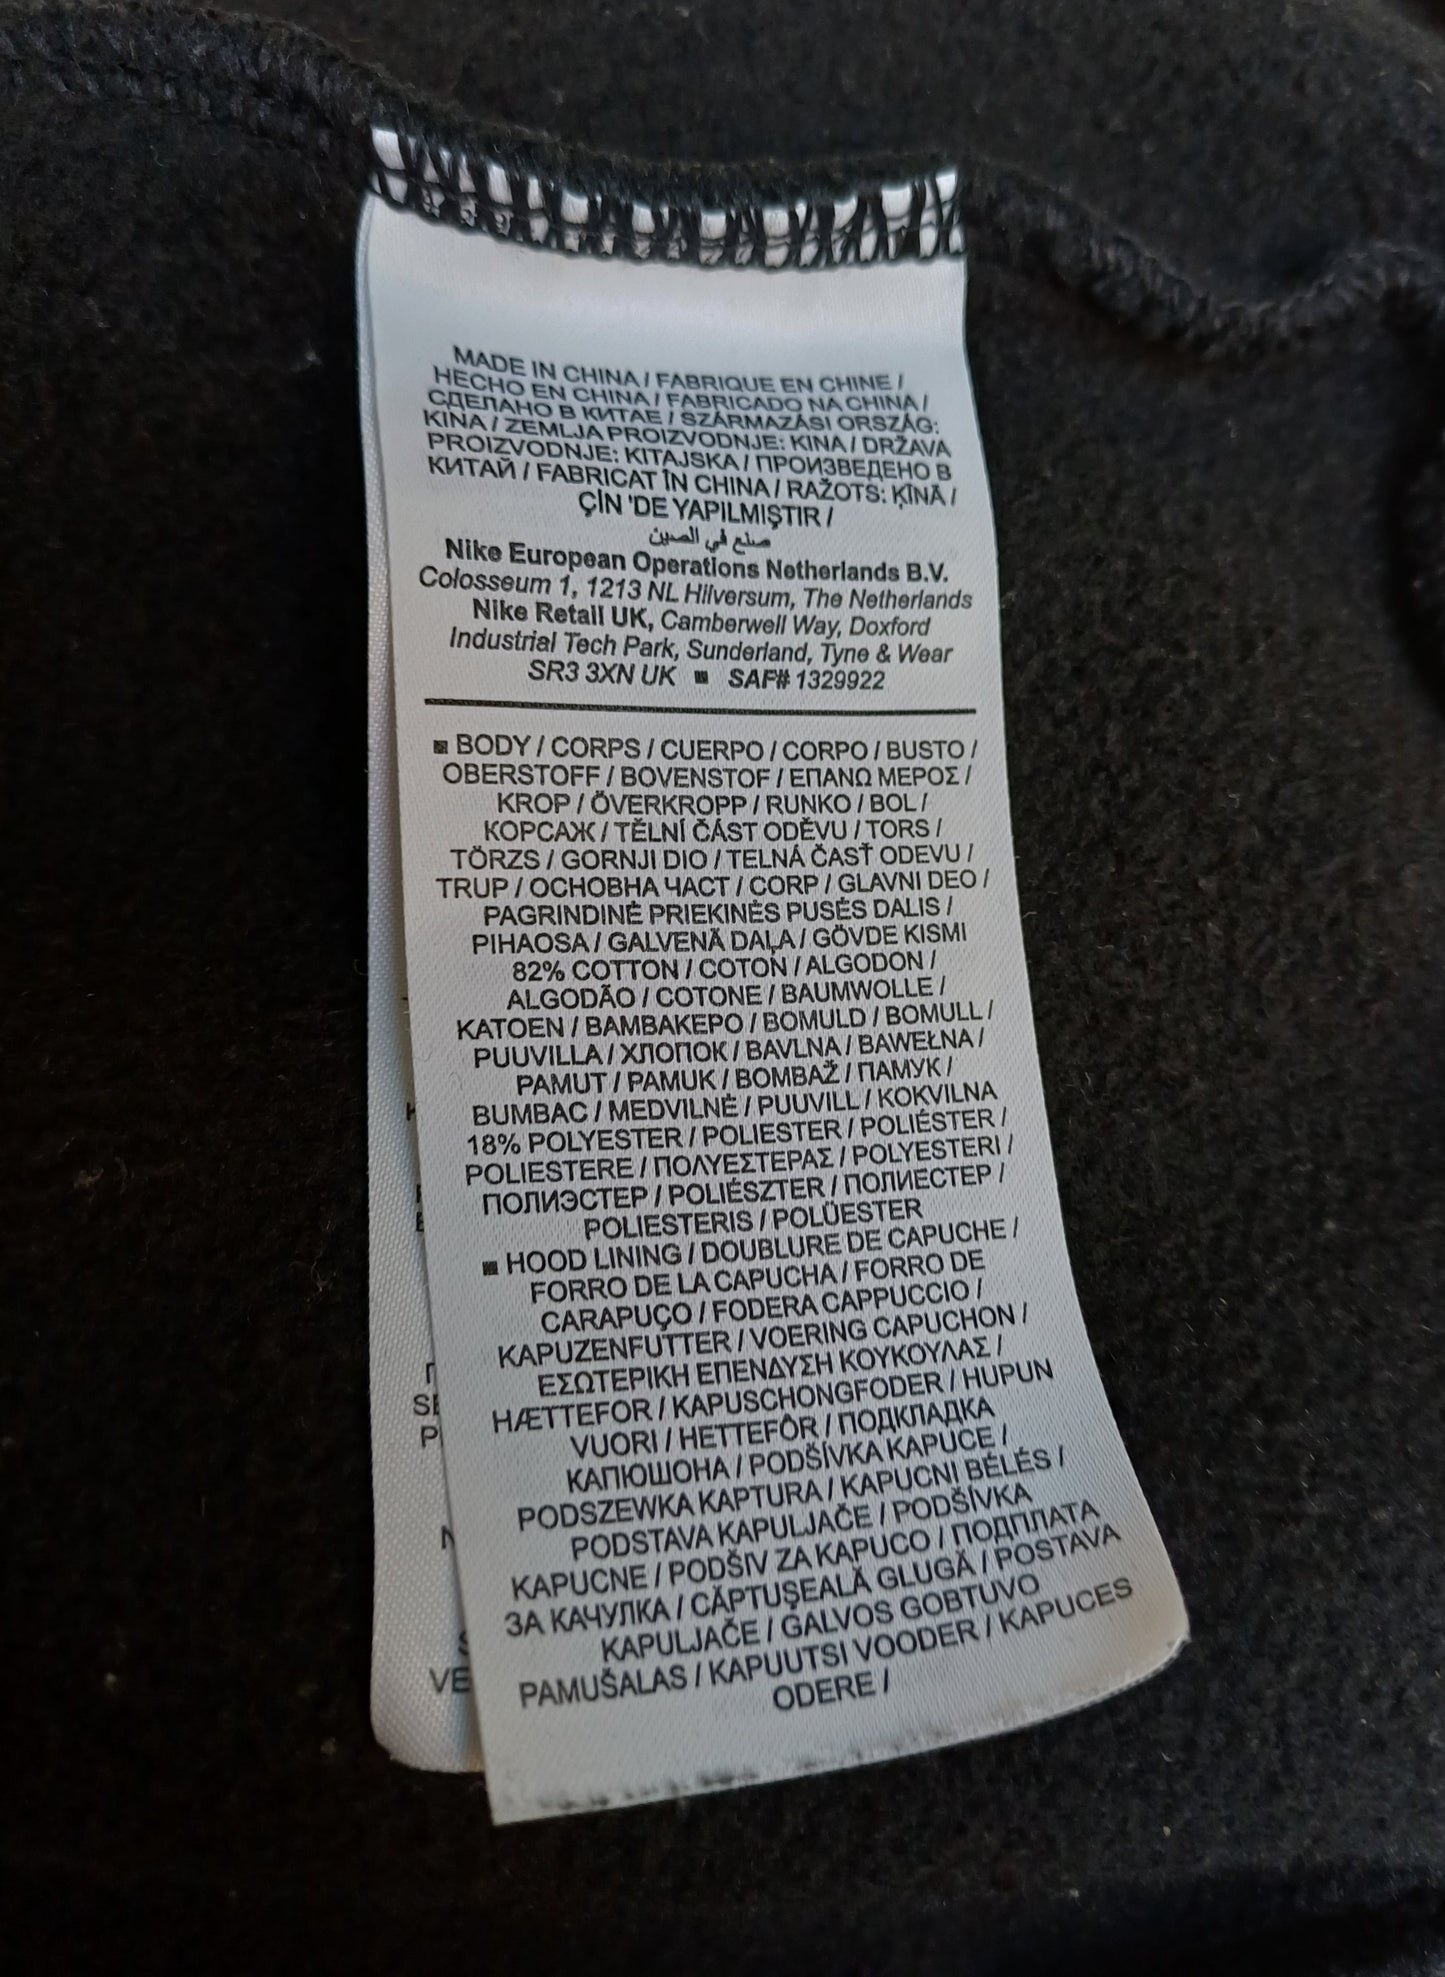 MADE IN CHINA / FABRIQUE EN CHINE /
HECHO EN CHINA / FABRICADO NA CHINA /
СДЕЛАНО В КИТАЕ / SZÁRMAZÁSI ORSZÁG:
KINA / ZEMLJA PROIZVODNJE: KINA / DRŽAVA
PROIZVODNJE: KITAJSKA / ПРОИЗВЕДЕНО В
КИТАЙ / FABRICAT ÎN CHINA / RAŽOTS: ĶĪNĀ /
ÇİN 'DE YAPILMIŞTIR /
صنع في الصين
Nike European Operations Netherlands B.V.
Colosseum 1, 1213 NL Hilversum, The Netherlands
Nike Retail UK, Camberwell Way, Doxford
Industrial Tech Park, Sunderland, Tyne & Wear
SR3 3XN UK ■ SAF# 1329922
■ BODY / CORPS / CUERPO / CORPO / BUSTO /
OBERSTOFF / BOVENSTOF / ΕΠΑΝΩ ΜΕΡΟΣ /
KROP / ÖVERKROPP / RUNKO / BOL /
КОРСАЖ / TĚLNÍ ČÁST ODĚVU / TORS /
TÖRZS / GORNJI DIO / TELNÁ ČASŤ ODEVU /
TRUP / ОСНОВНА ЧАСТ / CORP / GLAVNI DEO /
PAGRINDINĖ PRIEKINĖS PUSĖS DALIS /
PIHAOSA / GALVENĀ DAĻA / GÖVDE KISMI
82% COTTON / COTON / ALGODON /
ALGODÃO / COTONE / BAUMWOLLE /
KATOEN / ΒΑΜΒΑΚΕΡΟ / BOMULD / BOMULL /
PUUVILLA / ХЛОПОК / BAVLNA / BAWEŁNA /
PAMUT / PAMUK / BOMBAŽ / ПАМУК /
BUMBAC / MEDVILNĖ / PUUVILL / KOKVILNA
18% POLYESTER / POLIESTER / POLIÉSTER /
POLIESTERE / ΠΟΛΥΕΣΤΕΡΑΣ / POLYESTERI /
ПОЛИЭСТЕР / POLIÉSZTER / ПОЛИЕСТЕР /
POLIESTERIS / POLÜESTER
■ HOOD LINING / DOUBLURE DE CAPUCHE /
FORRO DE LA CAPUCHA / FORRO DE
CARAPUÇO / FODERA CAPPUCCIO /
KAPUZENFUTTER / VOERING CAPUCHON /
ΕΣΩΤΕΡΙΚΗ ΕΠΕΝΔΥΣΗ ΚΟΥΚΟΥΛΑΣ /
HÆTTEFOR / KAPUSCHONGFODER / HUPUN
VUORI / HETTEFÔR / ПОДКЛАДКА
КАПЮШОНА / PODŠÍVKA KAPUCE /
PODSZEWKA KAPTURA / KAPUCNI BÉLÉS /
PODSTAVA KAPULJAČE / PODŠÍVKA
KAPUCNE / PODŠIV ZA KAPUCO / ПОДПЛАТА
ЗА КАЧУЛКА / CĂPTUŞEALĂ GLUGĂ / POSTAVA
KAPULJAČE / GALVOS GOBTUVO
PAMUŠALAS / KAPUUTSI VOODER / KAPUCES
ODERE /